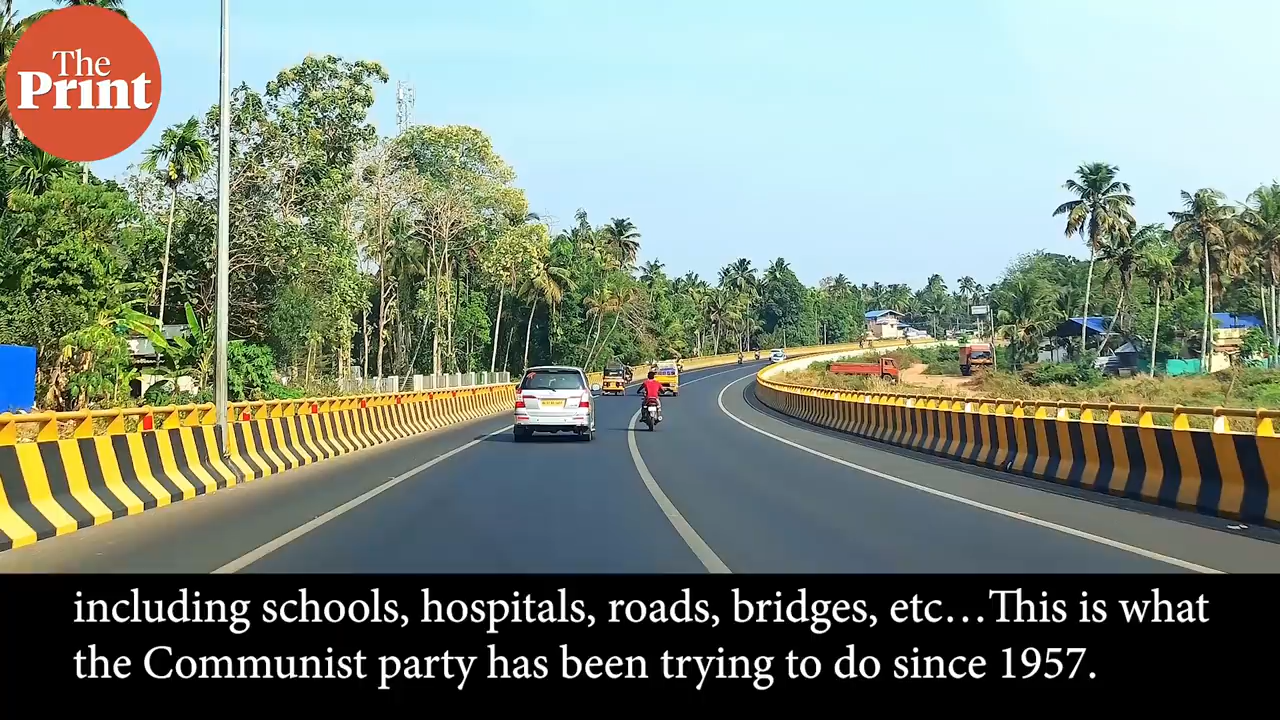 The
Print
including schools, hospitals, roads, bridges, etc…This is what
the Communist party has been trying to do since 1957.